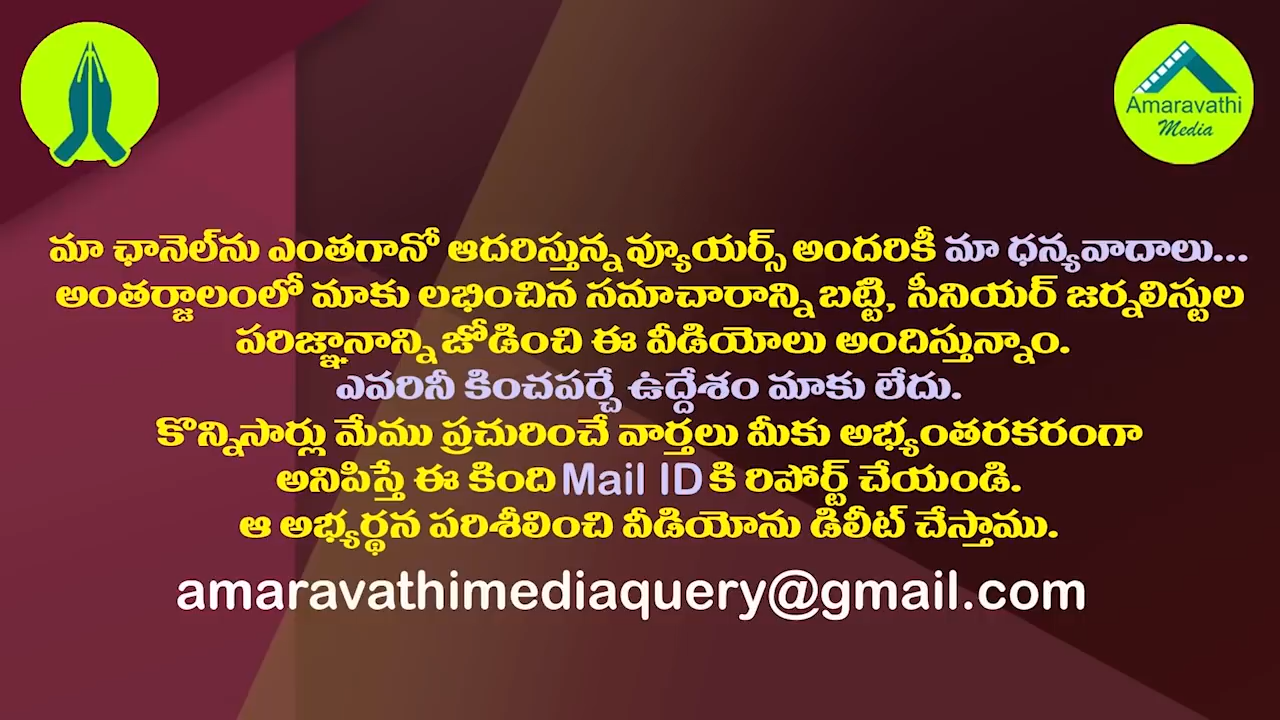 Amaravathi
Media
మా ఛానెల్‌ను ఎంతగానో ఆదరిస్తున్న వ్యూయర్స్ అందరికీ మా ధన్యవాదాలు...
అంతర్జాలంలో మాకు లభించిన సమాచారాన్ని బట్టి, సీనియర్ జర్నలిస్టుల
పరిజ్ఞానాన్ని జోడించి ఈ వీడియోలు అందిస్తున్నాం.
ఎవరినీ కించపర్చే ఉద్దేశం మాకు లేదు.
కొన్నిసార్లు మేము ప్రచురించే వార్తలు మీకు అభ్యంతరకరంగా
అనిపిస్తే ఈ కింది Mail ID కి రిపోర్ట్ చేయండి.
ఆ అభ్యర్థన పరిశీలించి వీడియోను డిలీట్ చేస్తాము.
amaravathimediaquery@gmail.com